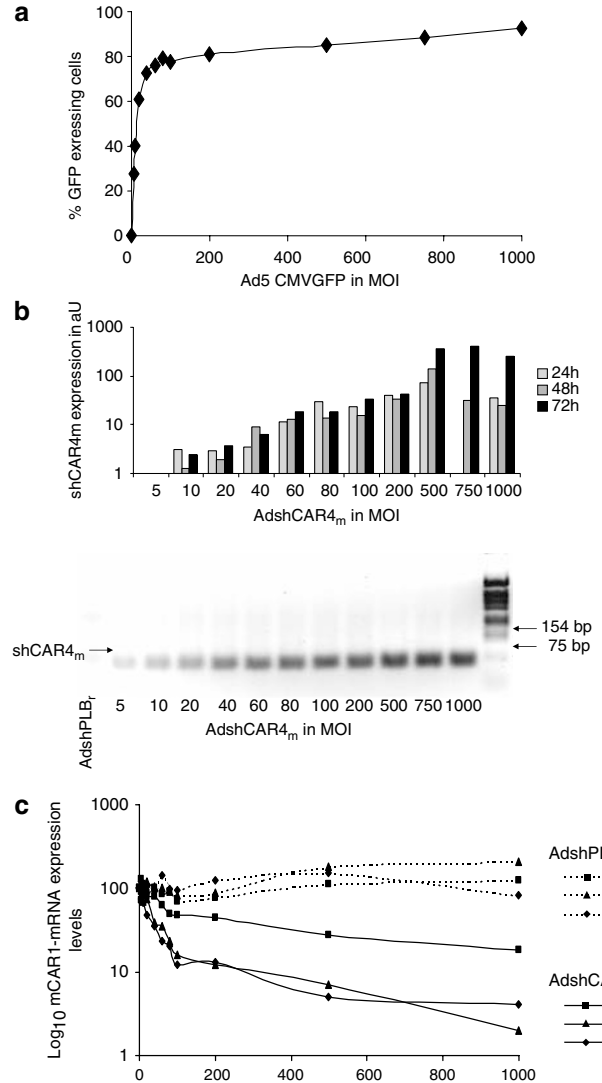 a
100
80
60
40
20
0
% GFP exressing cells
0 200 400 600 800 1000
Ad5 CMVGFP in MOI
b
1000
100
10
1
shCAR4m expression in aU
24h
48h
72h
5 10 20 40 60 80 100 200 500 750 1000
AdshCAR4m in MOI
154 bp
75 bp
shCAR4m
AdshPLBr
5 10 20 40 60 80 100 200 500 750 1000
AdshCAR4m in MOI
c
1000
100
10
1
Log10 mCAR1-mRNA expression
levels
AdshPL
AdshCA
0 200 400 600 800 1000